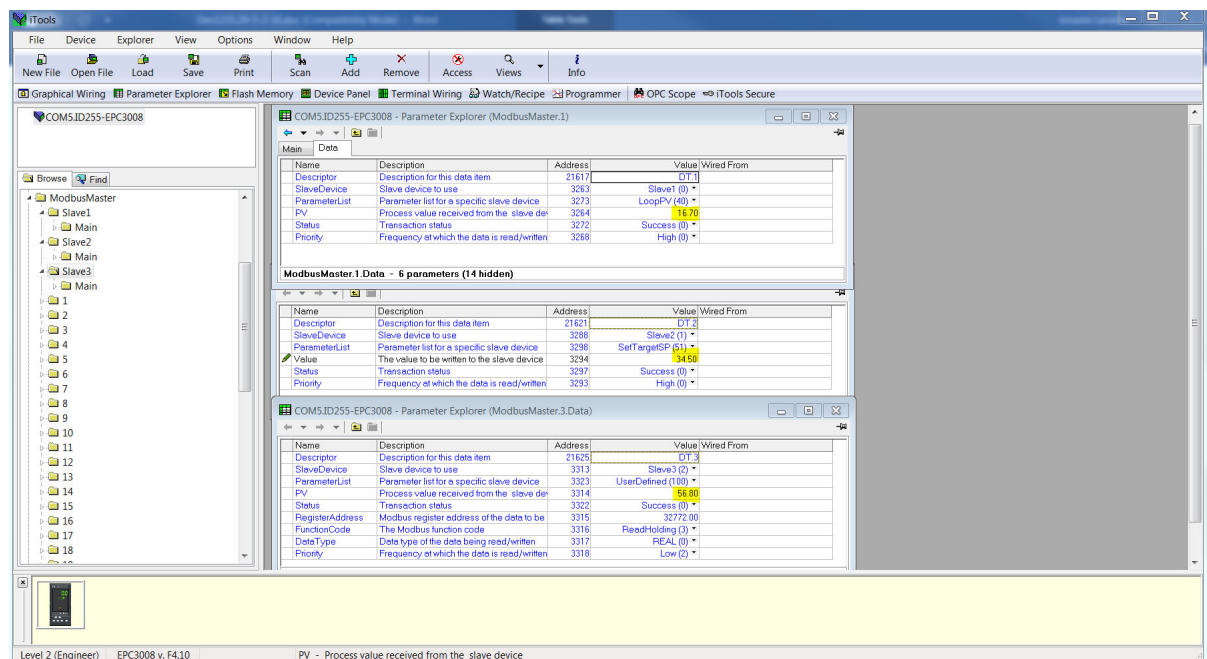 iTools
File Device Explorer View Options Window Help
New File Open File Load Save Print Scan Add Remove Access Views Info
Graphical Wiring Parameter Explorer Flash Memory Device Panel Terminal Wiring Watch/Recipe Programmer OPC Scope iTools Secure
COM5.ID255-EPC3008
Browse Find
ModbusMaster
Slave1
Main
Slave2
Main
Slave3
Main
1
2
3
4
5
6
7
8
9
10
11
12
13
14
15
16
17
18
COM5.ID255-EPC3008 - Parameter Explorer (ModbusMaster.1)
Main Data
Name Description Address Value Wired From
Descriptor Description for this data item 21617 DT.1
SlaveDevice Slave device to use 3263 Slave1 (0)
ParameterList Parameter list for a specific slave device 3273 LoopPV (40)
PV Process value received from the slave dev 3264 16.70
Status Transaction status 3272 Success (0)
Priority Frequency at which the data is read/written 3268 High (0)
ModbusMaster.1.Data - 6 parameters (14 hidden)
Name Description Address Value Wired From
Descriptor Description for this data item 21621 DT.2
SlaveDevice Slave device to use 3288 Slave2 (1)
ParameterList Parameter list for a specific slave device 3298 SetTargetSP (51)
Value The value to be written to the slave device 3294 34.50
Status Transaction status 3297 Success (0)
Priority Frequency at which the data is read/written 3293 High (0)
COM5.ID255-EPC3008 - Parameter Explorer (ModbusMaster.3.Data)
Name Description Address Value Wired From
Descriptor Description for this data item 21625 DT.3
SlaveDevice Slave device to use 3313 Slave3 (2)
ParameterList Parameter list for a specific slave device 3323 UserDefined (100)
PV Process value received from the slave dev 3314 56.80
Status Transaction status 3322 Success (0)
RegisterAddress Modbus register address of the data to be 3315 32772.00
FunctionCode The Modbus function code 3316 ReadHolding (3)
DataType Data type of the data being read/written 3317 REAL (0)
Priority Frequency at which the data is read/written 3318 Low (2)
Level 2 (Engineer) EPC3008 v. F4.10 PV - Process value received from the slave device